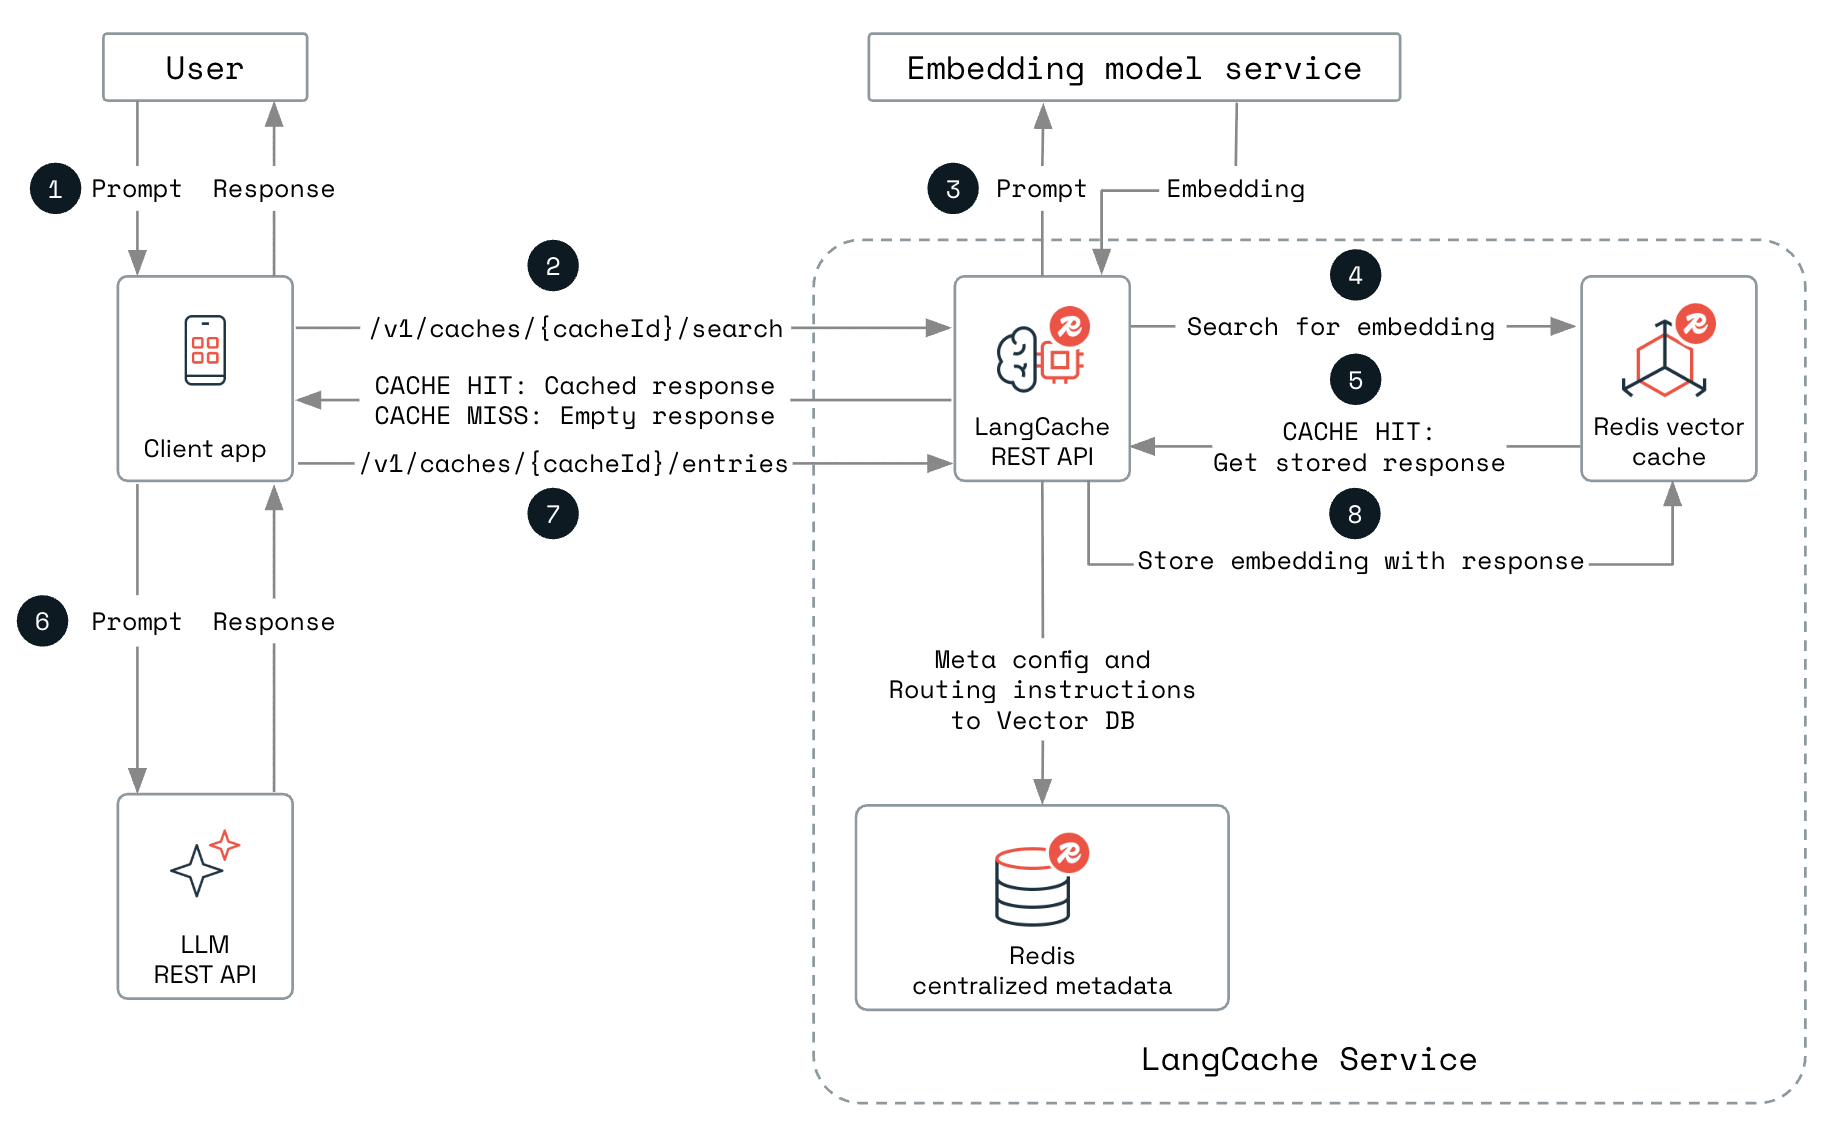 User
Embedding model service
1
Prompt
Response
3
Prompt
Embedding
2
/v1/caches/{cacheId}/search
CACHE HIT: Cached response
CACHE MISS: Empty response
/v1/caches/{cacheId}/entries
7
Client app
LangCache
REST API
4
Search for embedding
5
CACHE HIT:
Get stored response
8
Store embedding with response
Redis vector
cache
6
Prompt
Response
Meta config and
Routing instructions
to Vector DB
LLM
REST API
Redis
centralized metadata
LangCache Service